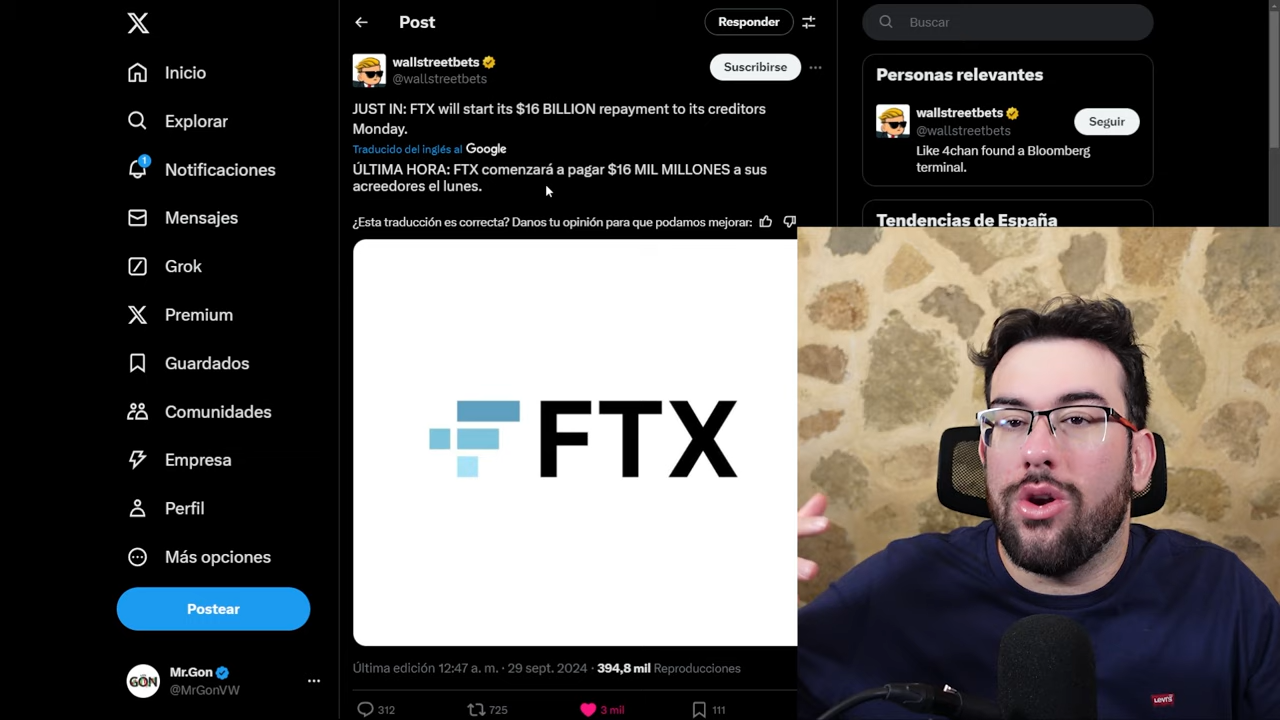 Inicio
Explorar
1
Notificaciones
Mensajes
Grok
Premium
Guardados
Comunidades
Empresa
Perfil
Más opciones
Postear
GON
Mr.Gon
@MrGonVW
Post
Responder
wallstreetbets
@wallstreetbets
Suscribirse
JUST IN: FTX will start its $16 BILLION repayment to its creditors
Monday.
Traducido del inglés al Google
ÚLTIMA HORA: FTX comenzará a pagar $16 MIL MILLONES a sus
acreedores el lunes.
¿Esta traducción es correcta? Danos tu opinión para que podamos mejorar:
FTX
Última edición 12:47 a. m. · 29 sept. 2024 · 394,8 mil Reproducciones
312
725
3 mil
111
Buscar
Personas relevantes
wallstreetbets
@wallstreetbets
Seguir
Like 4chan found a Bloomberg
terminal.
Tendencias de España
LEVI'S